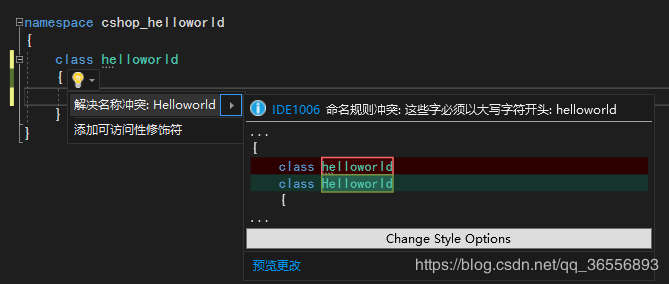 namespace cshop_helloworld
{
class helloworld
{
解决名称冲突: Helloworld
添加可访问性修饰符
}
}
IDE1006 命名规则冲突: 这些字必须以大写字符开头: helloworld
...
{
class helloworld
class Helloworld
{
...
Change Style Options
预览更改
https://blog.csdn.net/qq_36556893